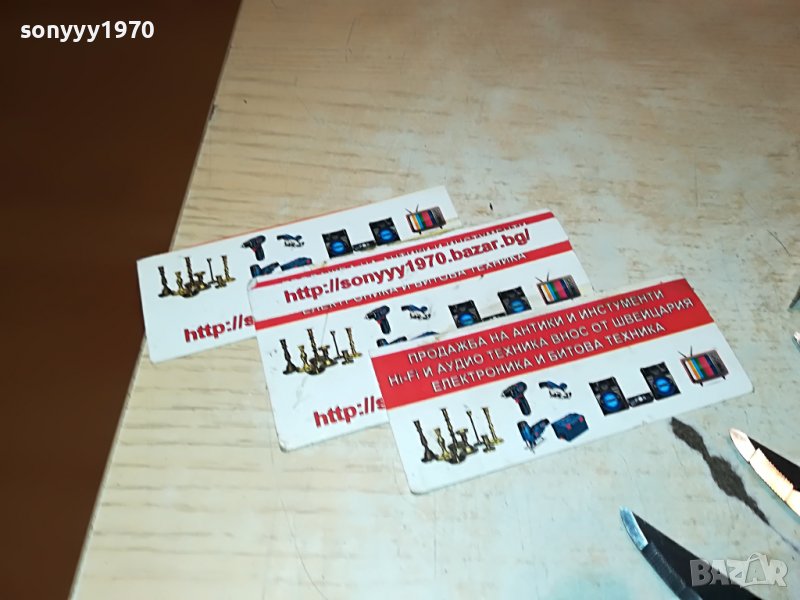 sonyyy1970
http://s
ЕЛЕКТРОНИКА И БИТОВА ТЕХНИКА
http://sonyyy1970.bazar.bg/
http://s
ПРОДАЖБА НА АНТИКИ И ИНСТУМЕНТИ
Hi-Fi И АУДИО ТЕХНИКА ВНОС ОТ ШВЕЙЦАРИЯ
ЕЛЕКТРОНИКА И БИТОВА ТЕХНИКА
BAZAR